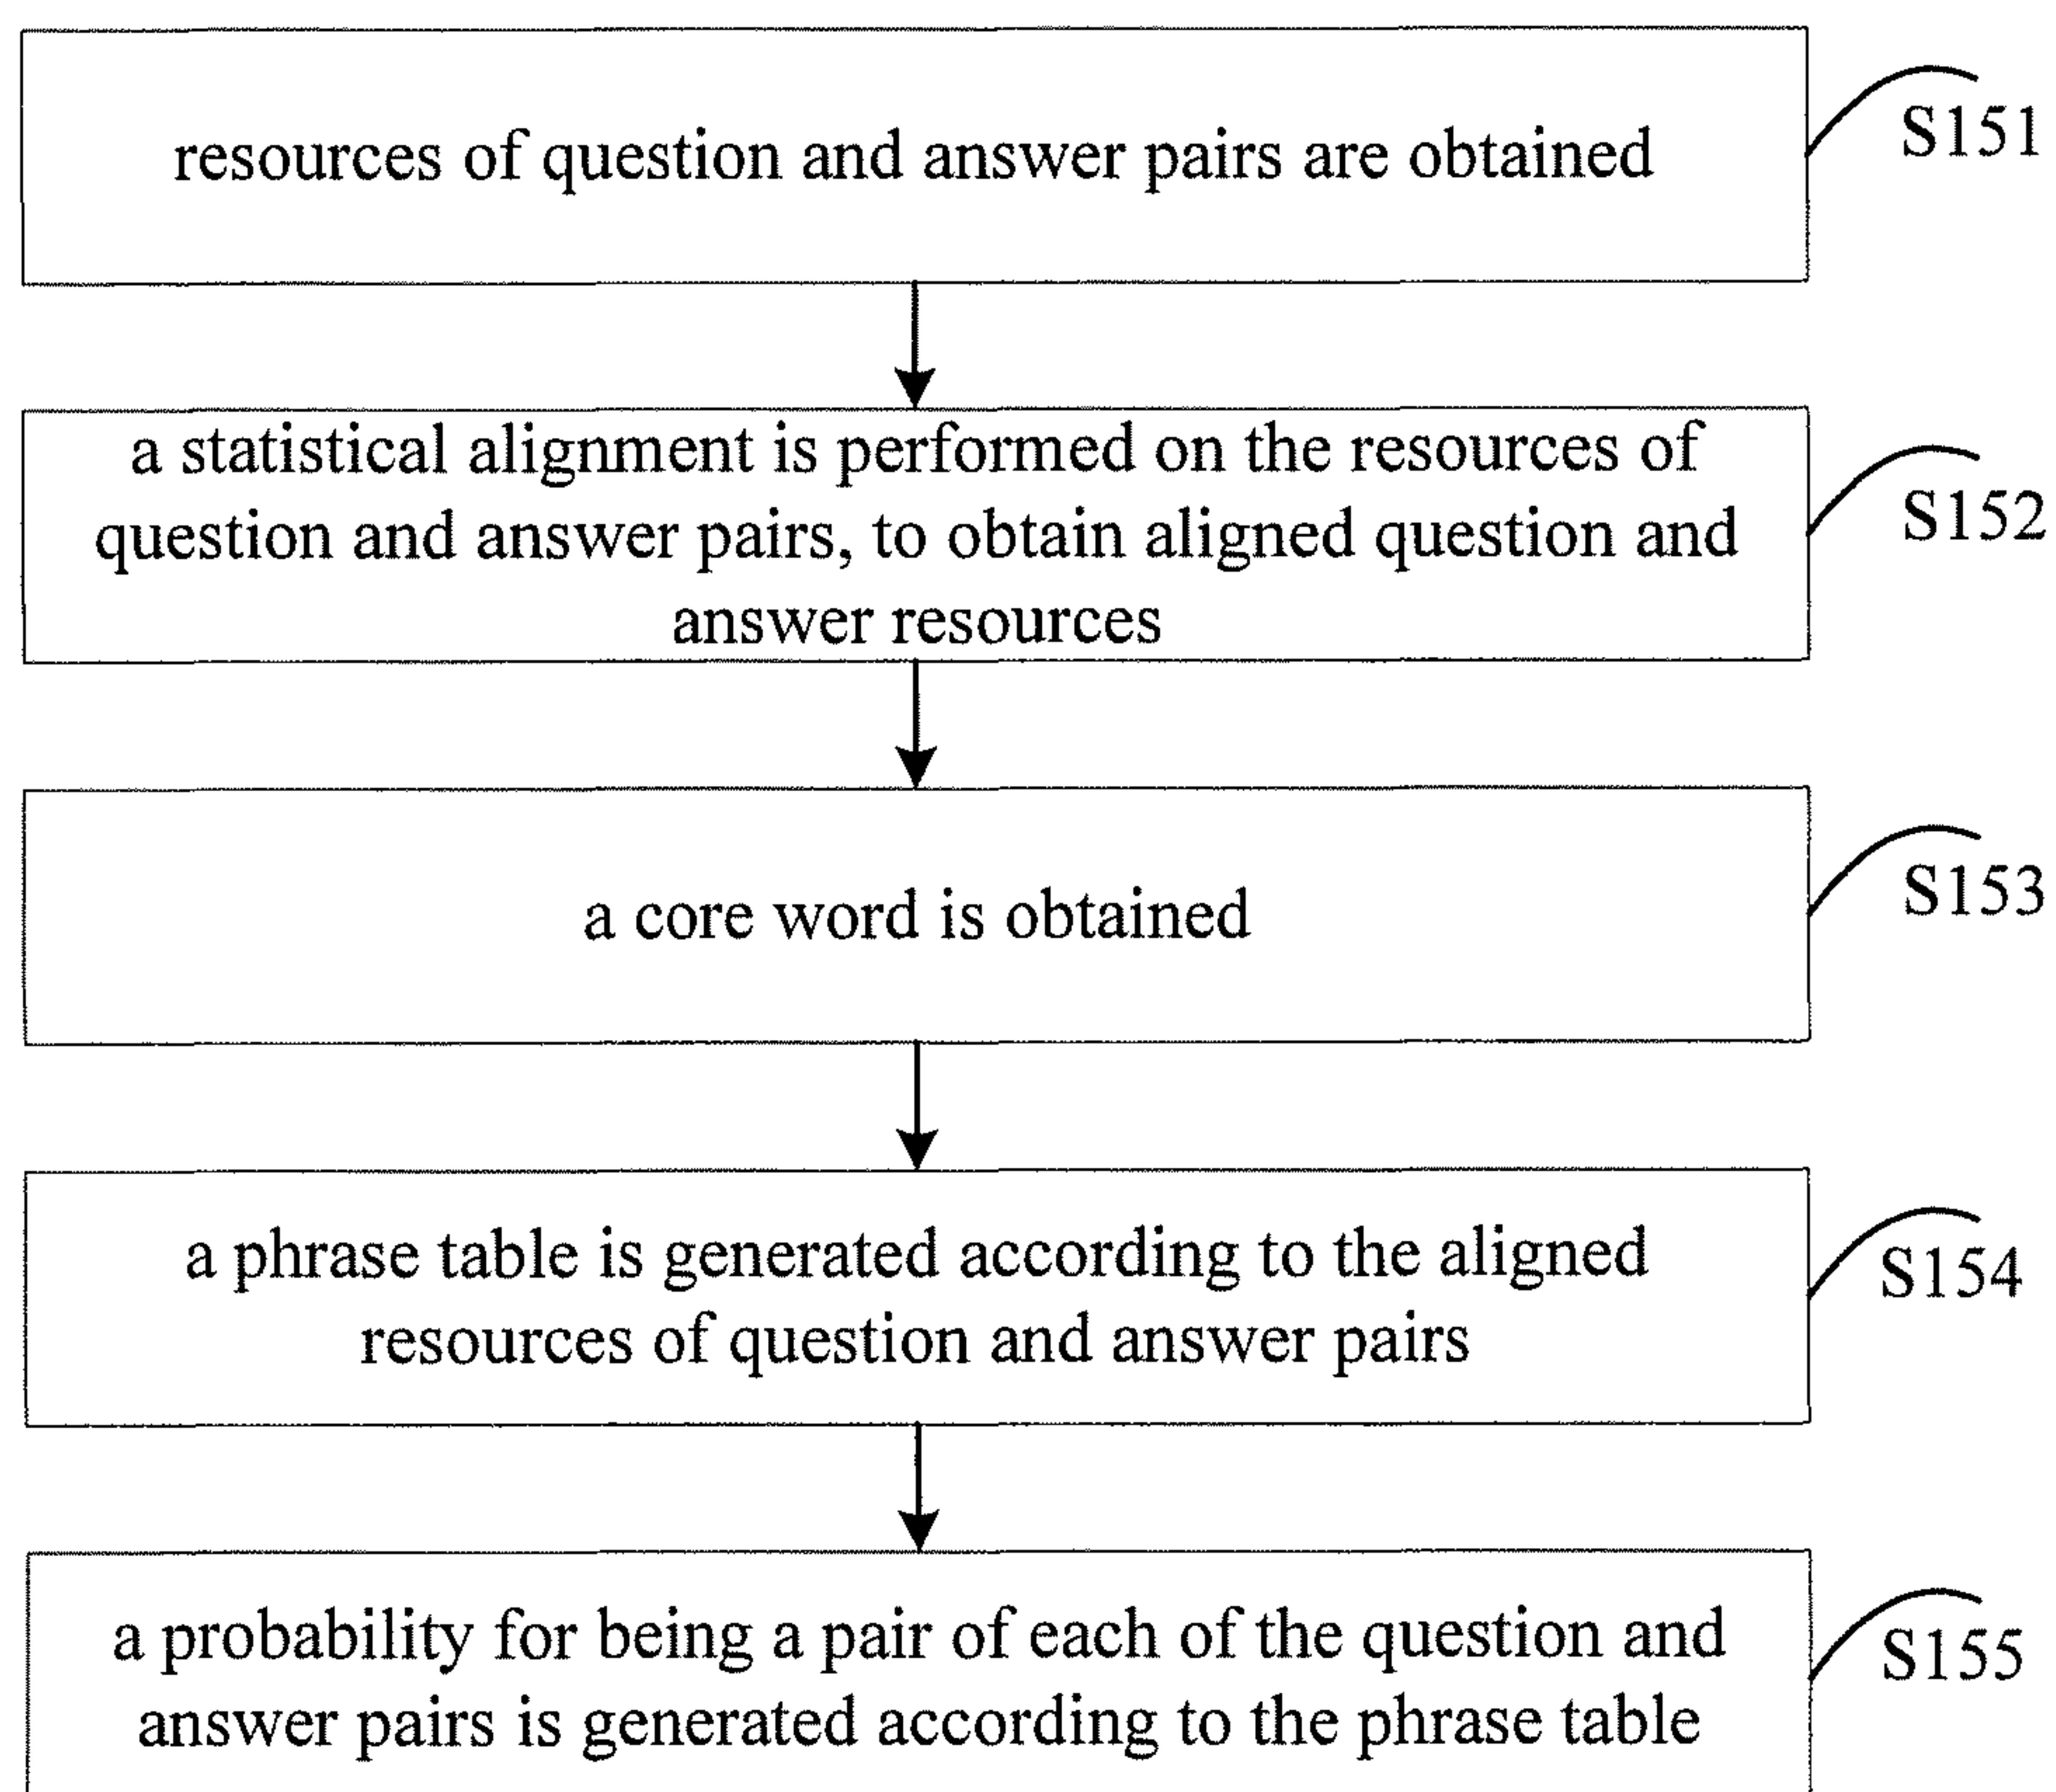 resources of question and answer pairs are obtained
S151
a statistical alignment is performed on the resources of
question and answer pairs, to obtain aligned question and
answer resources
S152
a core word is obtained
S153
a phrase table is generated according to the aligned
resources of question and answer pairs
S154
a probability for being a pair of each of the question and
answer pairs is generated according to the phrase table
S155